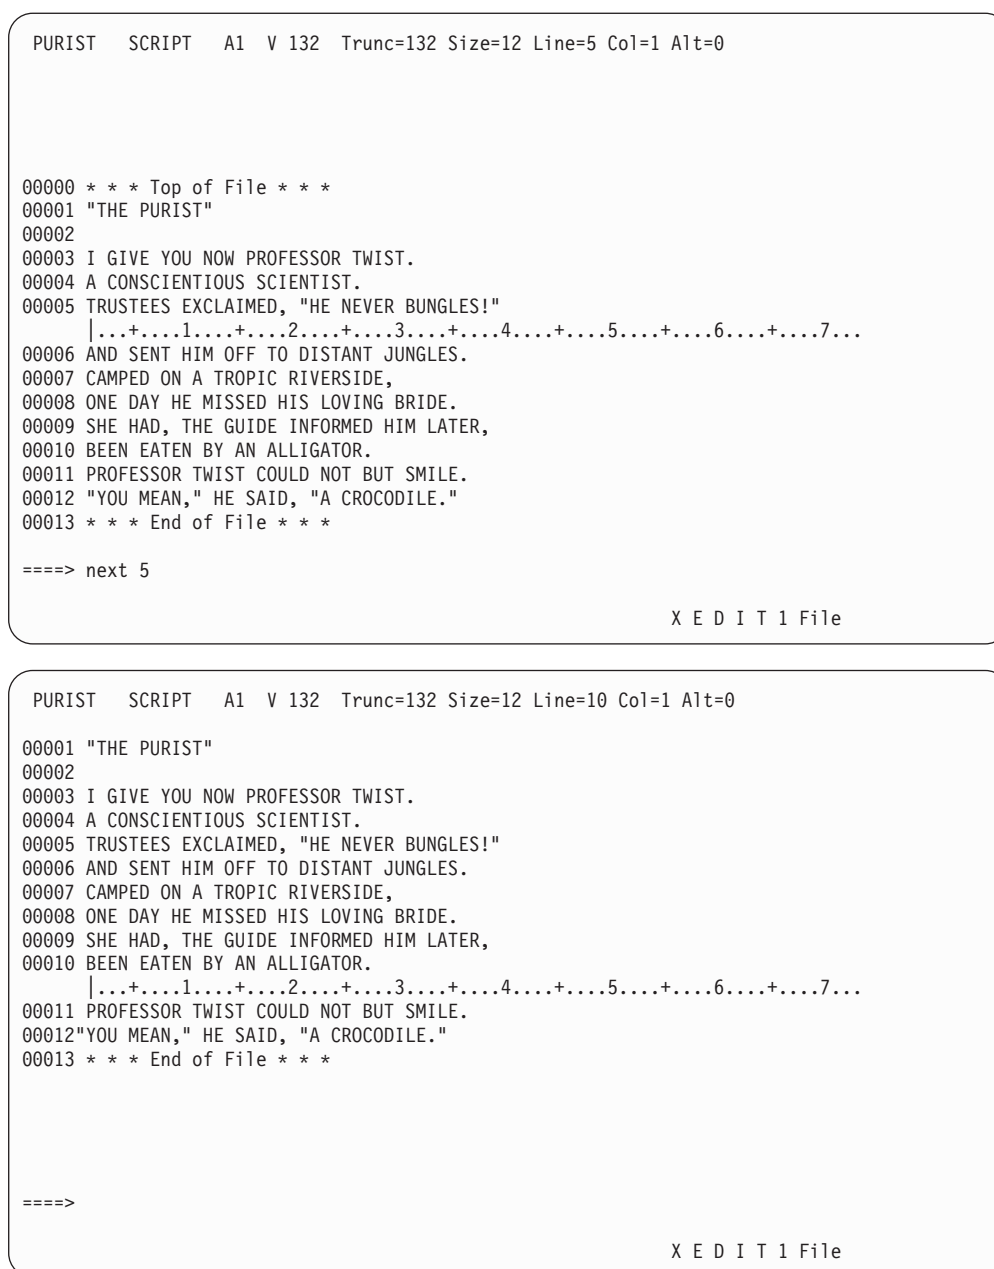 PURIST   SCRIPT   A1  V 132  Trunc=132 Size=12 Line=5 Col=1 Alt=0
00000 * * * Top of File * * *
00001 "THE PURIST"
00002
00003 I GIVE YOU NOW PROFESSOR TWIST.
00004 A CONSCIENTIOUS SCIENTIST.
00005 TRUSTEES EXCLAIMED, "HE NEVER BUNGLES!"
|...+....1....+....2....+....3....+....4....+....5....+....6....+....7...
00006 AND SENT HIM OFF TO DISTANT JUNGLES.
00007 CAMPED ON A TROPIC RIVERSIDE,
00008 ONE DAY HE MISSED HIS LOVING BRIDE.
00009 SHE HAD, THE GUIDE INFORMED HIM LATER,
00010 BEEN EATEN BY AN ALLIGATOR.
00011 PROFESSOR TWIST COULD NOT BUT SMILE.
00012 "YOU MEAN," HE SAID, "A CROCODILE."
00013 * * * End of File * * *
====> next 5
X E D I T 1 File
PURIST   SCRIPT   A1  V 132  Trunc=132 Size=12 Line=10 Col=1 Alt=0
00001 "THE PURIST"
00002
00003 I GIVE YOU NOW PROFESSOR TWIST.
00004 A CONSCIENTIOUS SCIENTIST.
00005 TRUSTEES EXCLAIMED, "HE NEVER BUNGLES!"
00006 AND SENT HIM OFF TO DISTANT JUNGLES.
00007 CAMPED ON A TROPIC RIVERSIDE,
00008 ONE DAY HE MISSED HIS LOVING BRIDE.
00009 SHE HAD, THE GUIDE INFORMED HIM LATER,
00010 BEEN EATEN BY AN ALLIGATOR.
|...+....1....+....2....+....3....+....4....+....5....+....6....+....7...
00011 PROFESSOR TWIST COULD NOT BUT SMILE.
00012"YOU MEAN," HE SAID, "A CROCODILE."
00013 * * * End of File * * *
====>
X E D I T 1 File